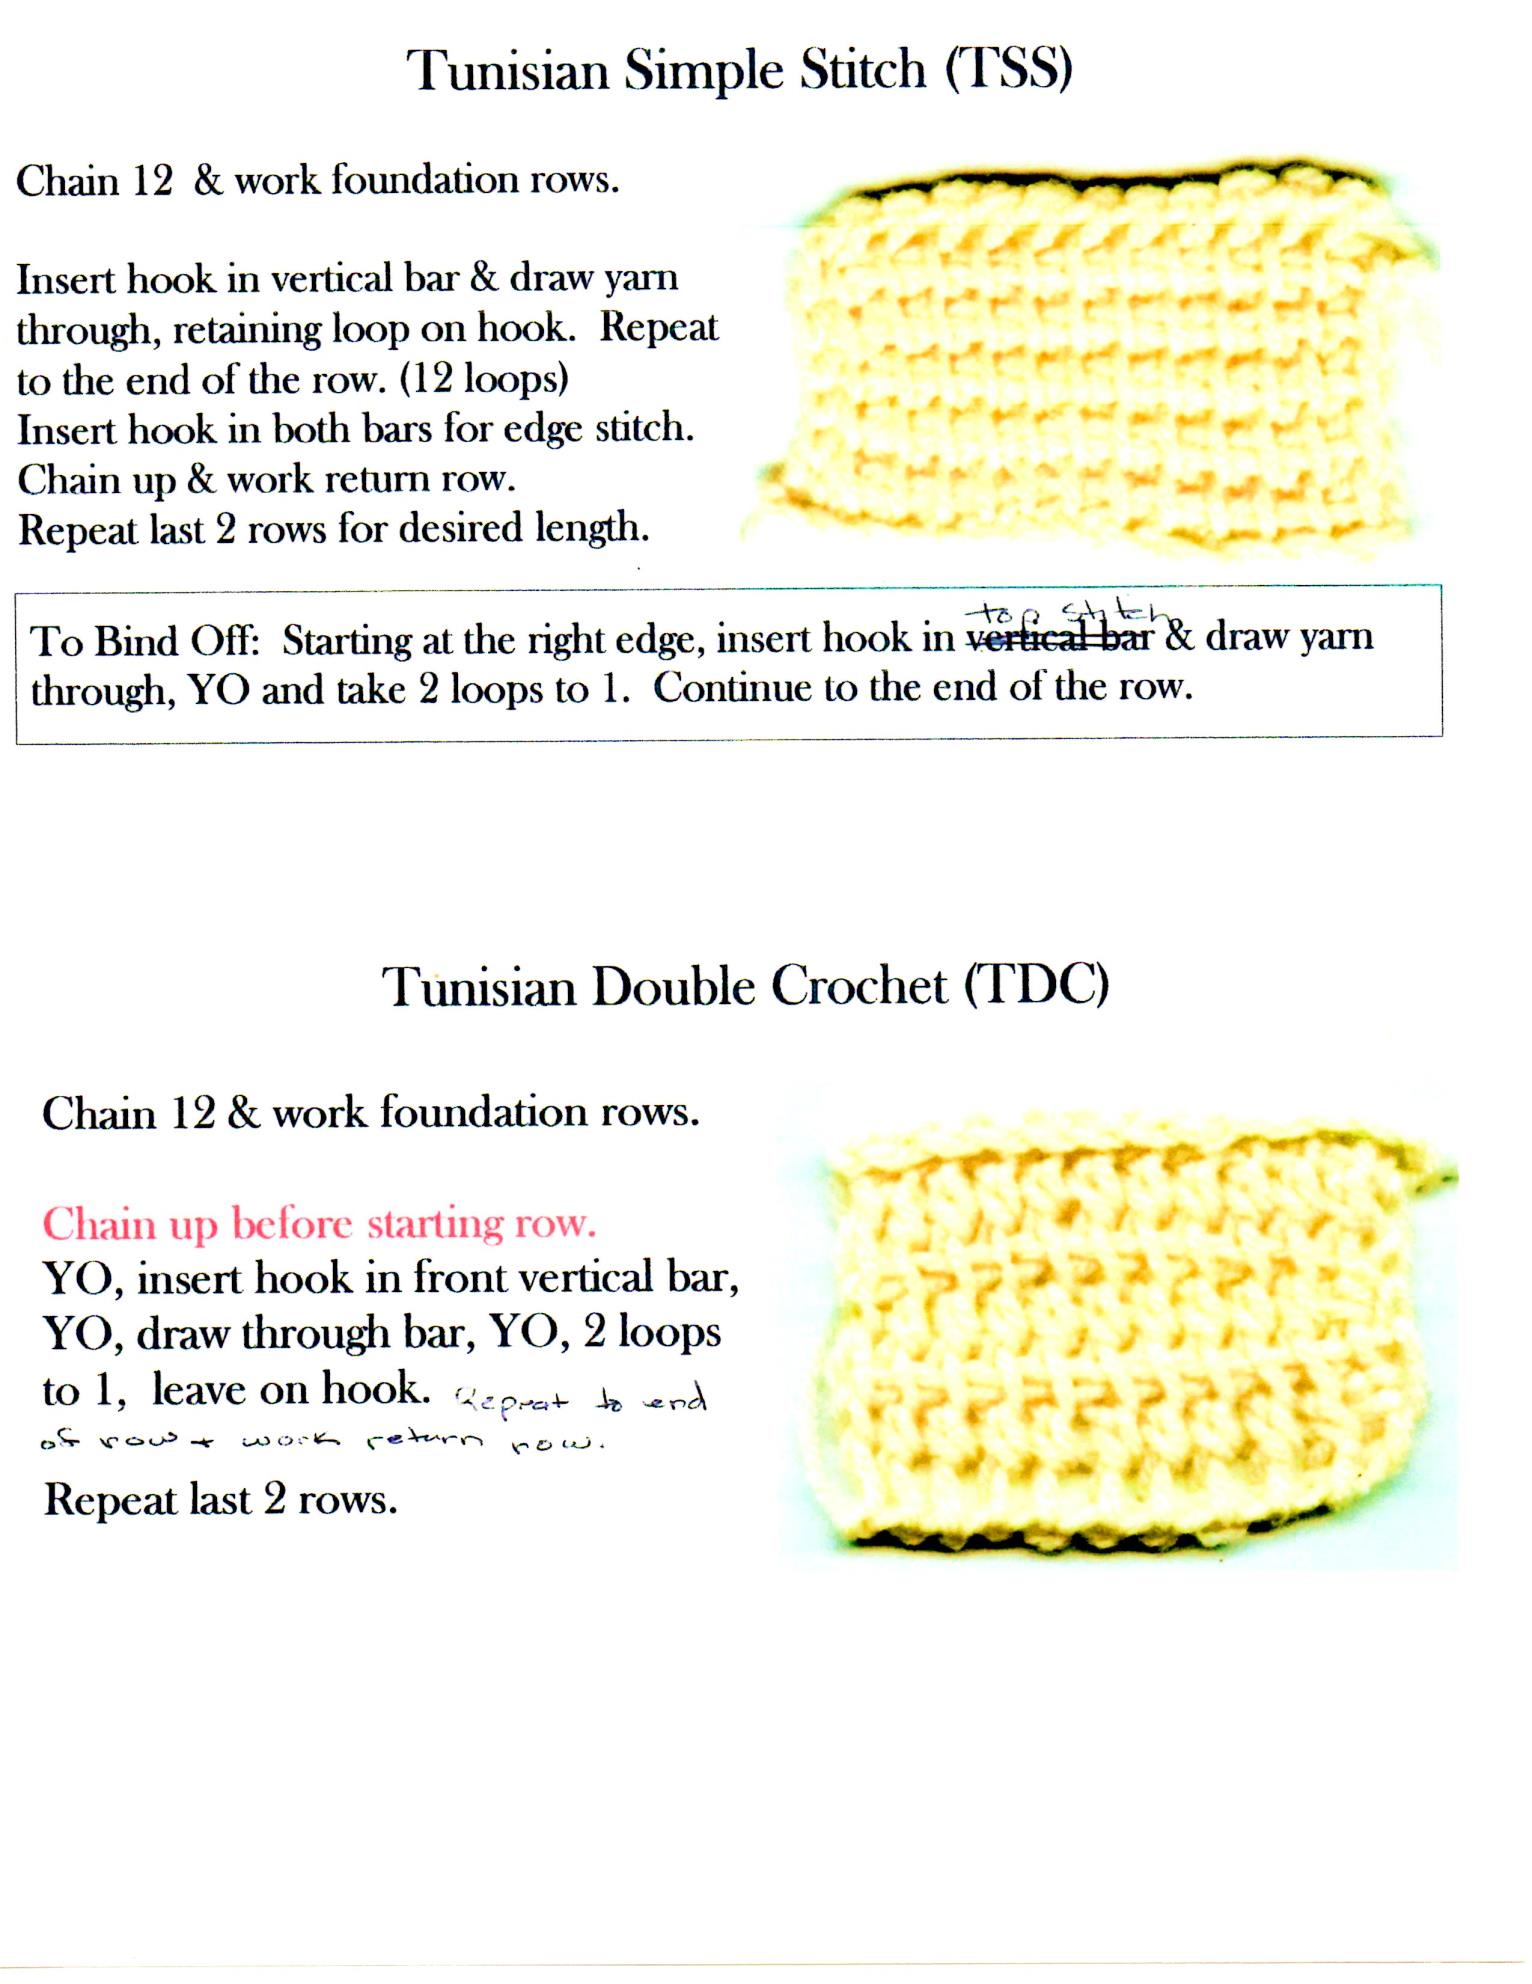 Tunisian Simple Stitch (TSS)
Chain 12 & work foundation rows.
Insert hook in vertical bar & draw yarn
through, retaining loop on hook. Repeat
to the end of the row. (12 loops)
Insert hook in both bars for edge stitch.
Chain up & work return row.
Repeat last 2 rows for desired length.
top stitch
To Bind Off: Starting at the right edge, insert hook in vertical bar & draw yarn
through, YO and take 2 loops to 1. Continue to the end of the row.
Tunisian Double Crochet (TDC)
Chain 12 & work foundation rows.
Chain up before starting row.
YO, insert hook in front vertical bar,
YO, draw through bar, YO, 2 loops
to 1, leave on hook. Repeat to end
of row + work return row.
Repeat last 2 rows.